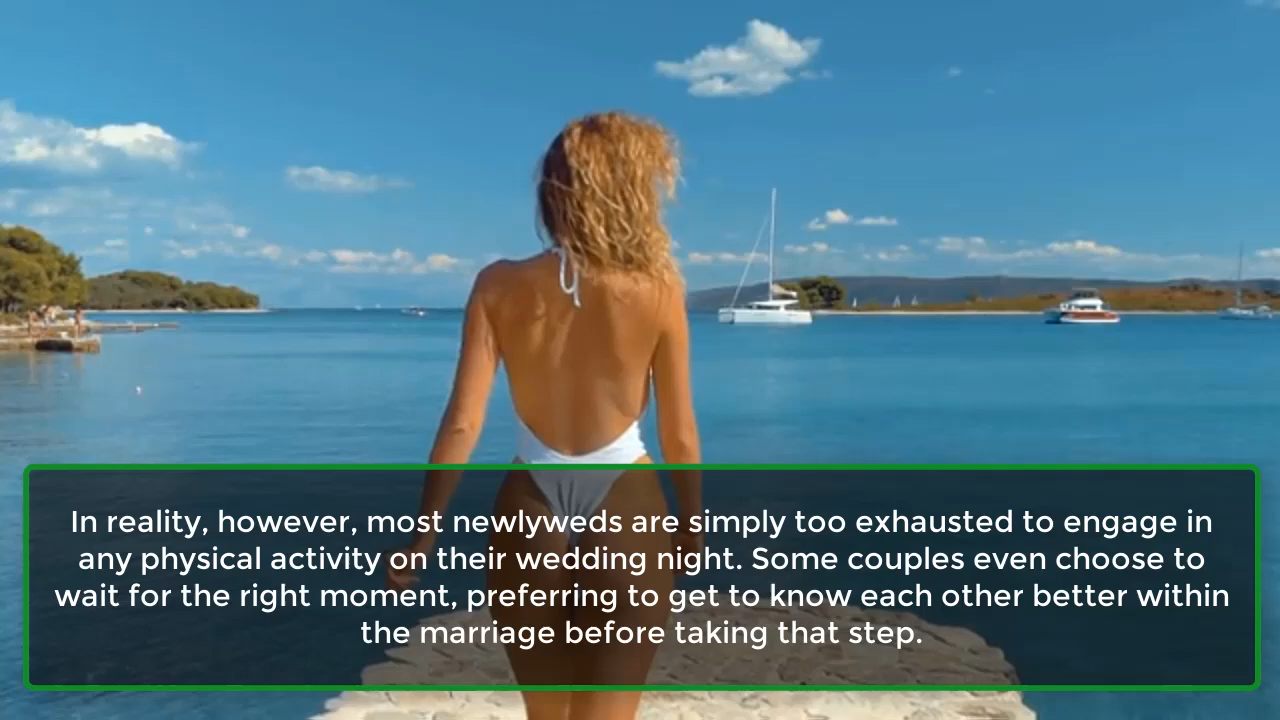 In reality, however, most newlyweds are simply too exhausted to engage in
any physical activity on their wedding night. Some couples even choose to
wait for the right moment, preferring to get to know each other better within
the marriage before taking that step.